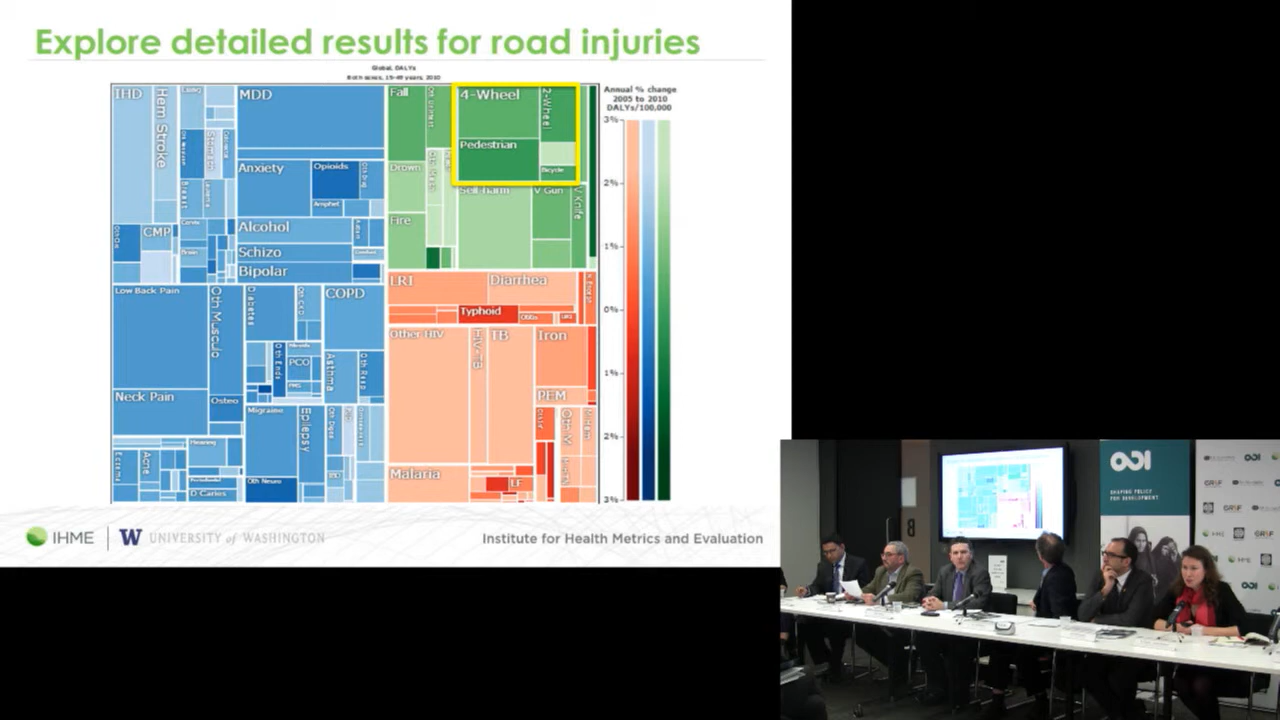 Explore detailed results for road injuries
Global, DALYs
Both sexes, 15-49 years, 2010
IHD
Hem Stroke
MDD
Fall
4-Wheel
2-Wheel
Annual % change
2005 to 2010
DALYs/100,000
3%
Pedestrian
Bicycle
Anxiety
Opioids
Amphet
Drown
Self-harm
V Gun
V Knife
2%
Fire
CMP
Alcohol
Schizo
Bipolar
1%
LRI
Diarrhea
Typhoid
0%
Low Back Pain
Oth Musculo
Diabetes
COPD
Other HIV
HIV-TB
TB
Iron
PCO
Asthma
Oth Resp
1%
Neck Pain
Osteo
PEM
Migraine
Epilepsy
2%
Hearing
Eczema
Acne
D Caries
Oth Neuro
Malaria
EF
3%
IHME
W UNIVERSITY of WASHINGTON
Institute for Health Metrics and Evaluation
ODI
SHAPING POLICY
FOR DEVELOPMENT